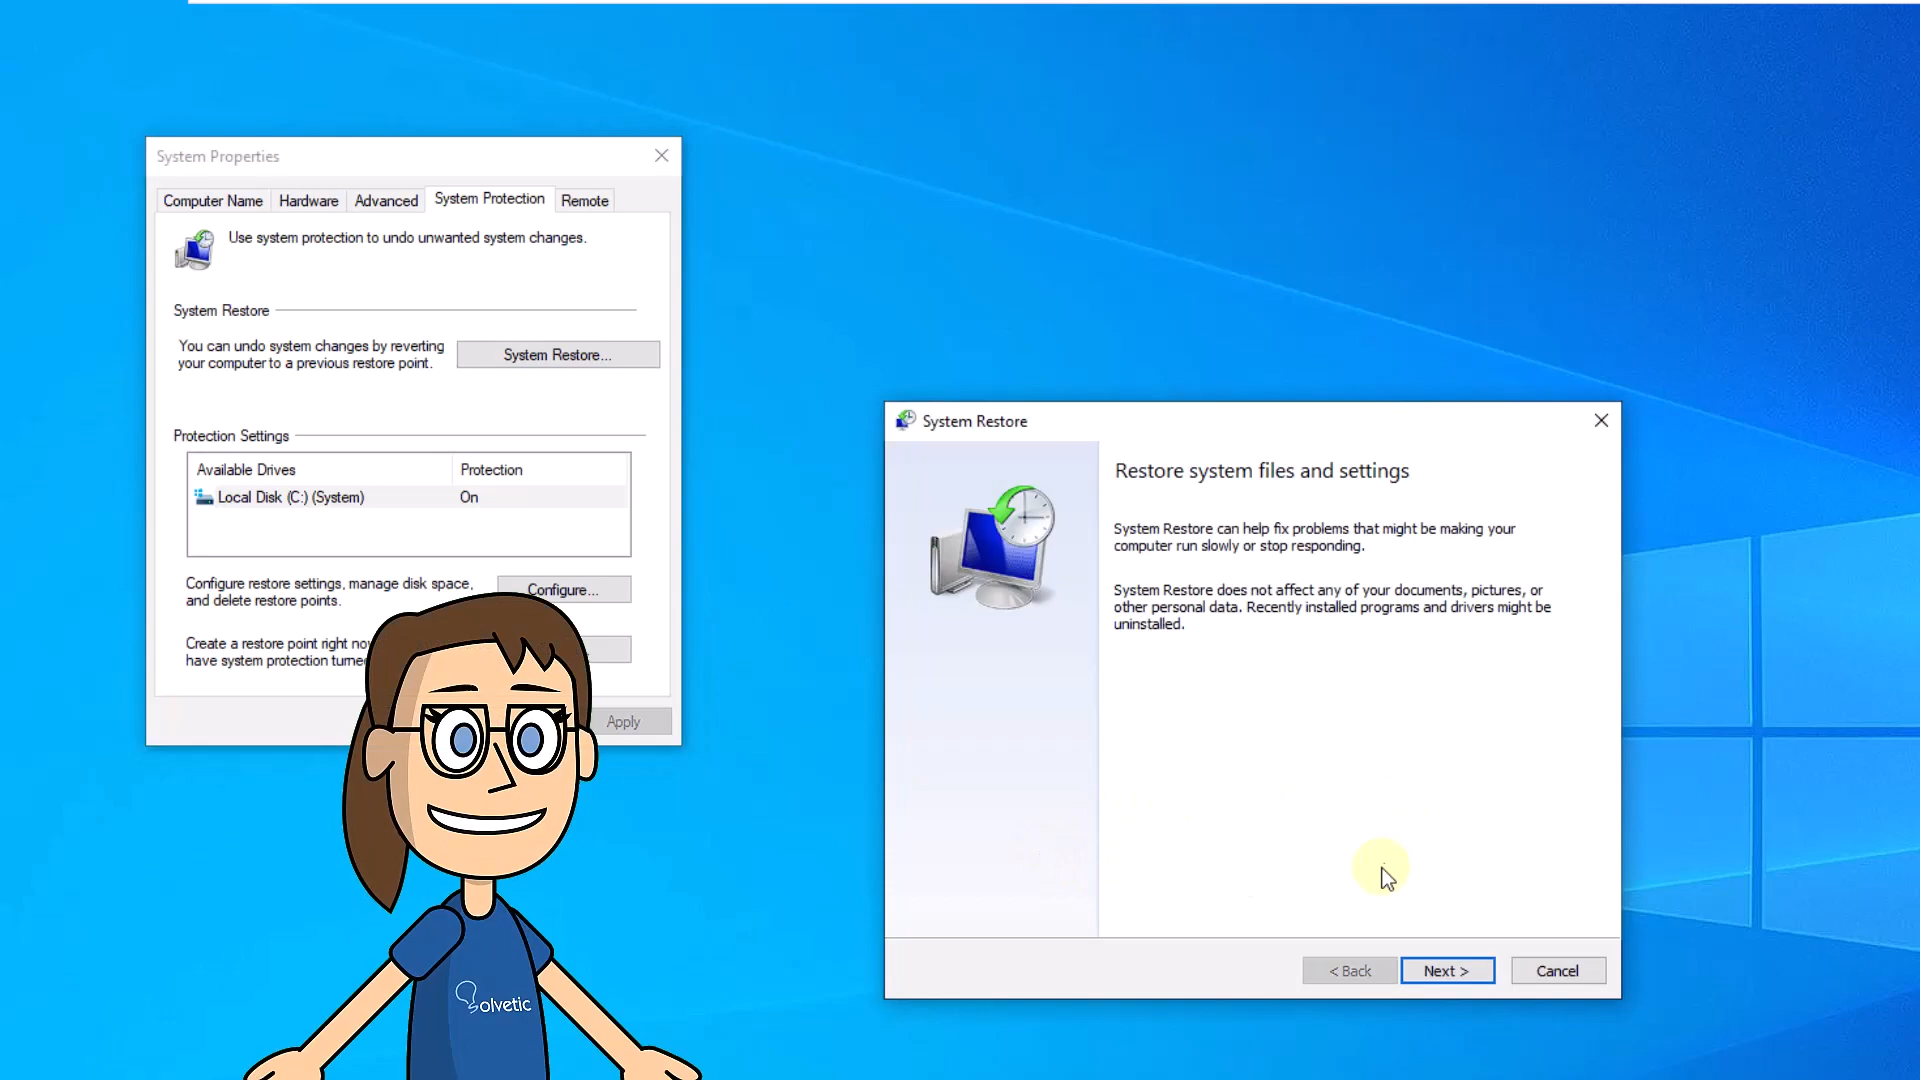 System Properties
Computer Name Hardware Advanced System Protection Remote
Use system protection to undo unwanted system changes.
System Restore
You can undo system changes by reverting
your computer to a previous restore point.
System Restore...
Protection Settings
Available Drives Protection
Local Disk (C:) (System) On
Configure restore settings, manage disk space,
and delete restore points.
Configure...
Create a restore point right
have system protection
Apply
System Restore
Restore system files and settings
System Restore can help fix problems that might be making your
computer run slowly or stop responding.
System Restore does not affect any of your documents, pictures, or
other personal data. Recently installed programs and drivers might be
uninstalled.
< Back Next > Cancel
Solvetic